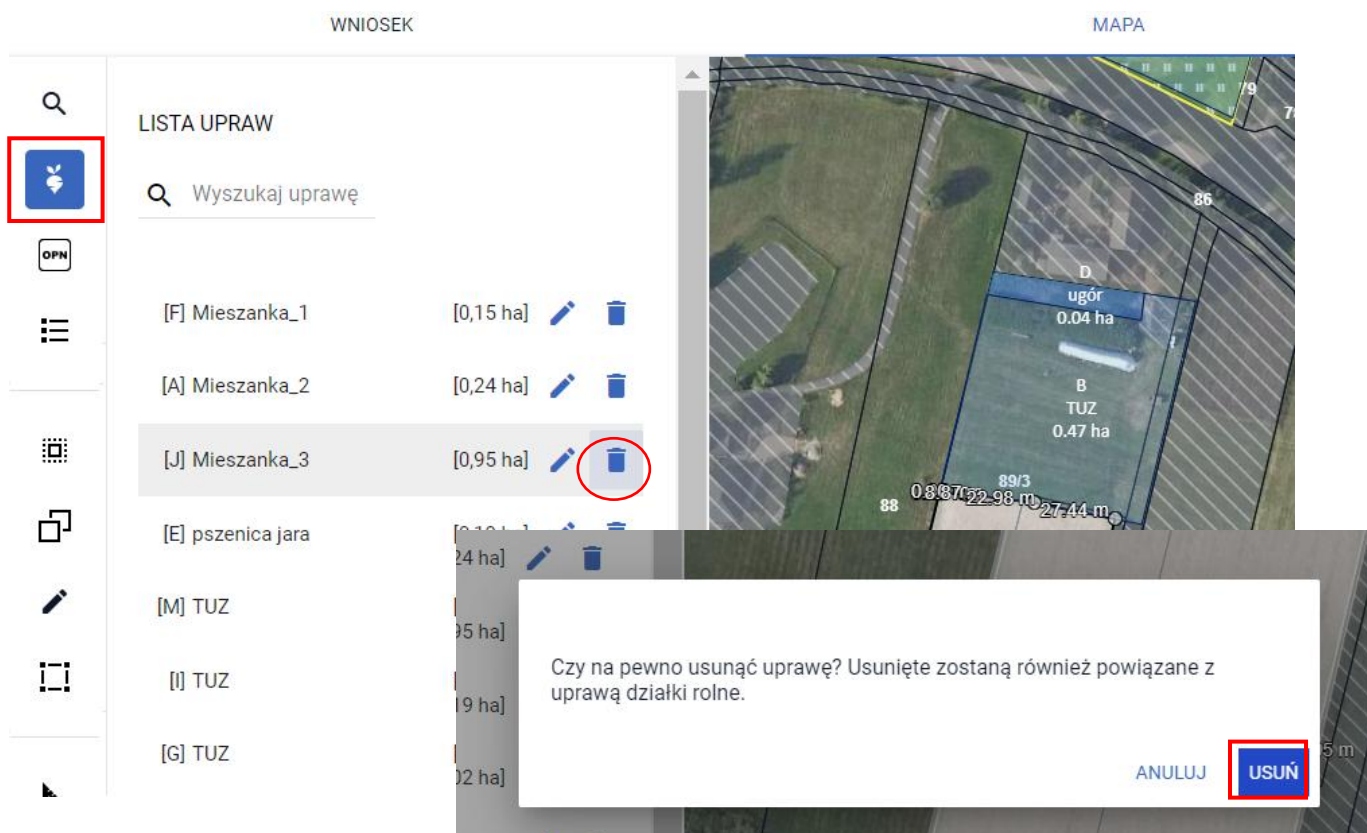 WNIOSEK
MAPA
LISTA UPRAW
Wyszukaj uprawę
OPN
[F] Mieszanka_1 [0,15 ha]
[A] Mieszanka_2 [0,24 ha]
[J] Mieszanka_3 [0,95 ha]
[E] pszenica jara
24 ha]
[M] TUZ
95 ha]
[I] TUZ
19 ha]
[G] TUZ
02 ha]
79
86
D
ugór
0.04 ha
B
TUZ
0.47 ha
89/3
88
22.98 m
27.44 m
Czy na pewno usunąć uprawę? Usunięte zostaną również powiązane z
uprawą działki rolne.
ANULUJ
USUŃ
5 m